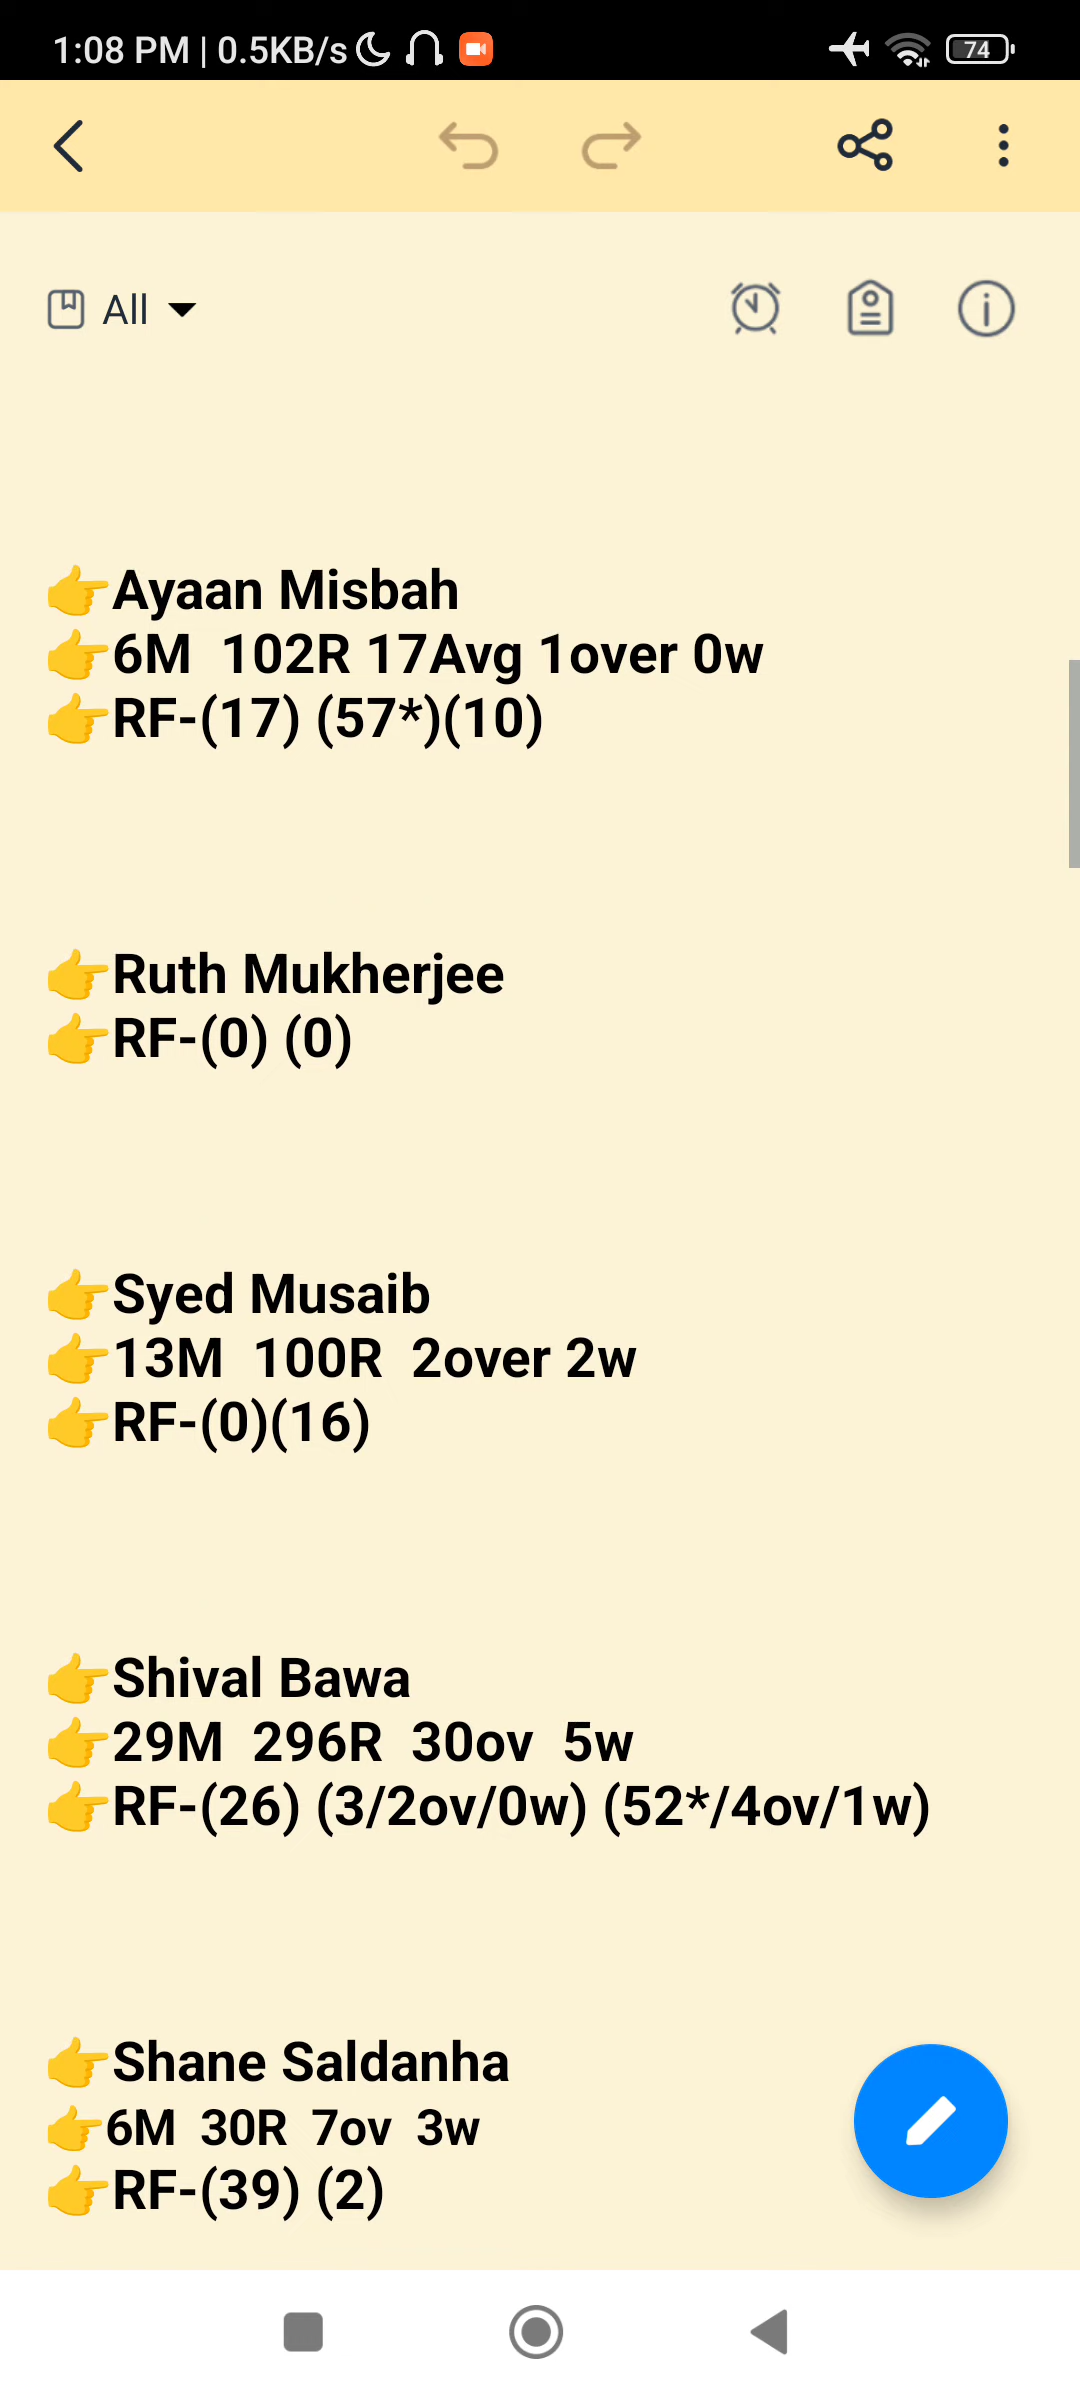 1:08 PM | 0.5KB/s 74
All
👉Ayaan Misbah
👉6M 102R 17Avg 1over 0w
👉RF-(17) (57*)(10)
👉Ruth Mukherjee
👉RF-(0) (0)
👉Syed Musaib
👉13M 100R 2over 2w
👉RF-(0)(16)
👉Shival Bawa
👉29M 296R 30ov 5w
👉RF-(26) (3/2ov/0w) (52*/4ov/1w)
👉Shane Saldanha
👉6M 30R 7ov 3w
👉RF-(39) (2)